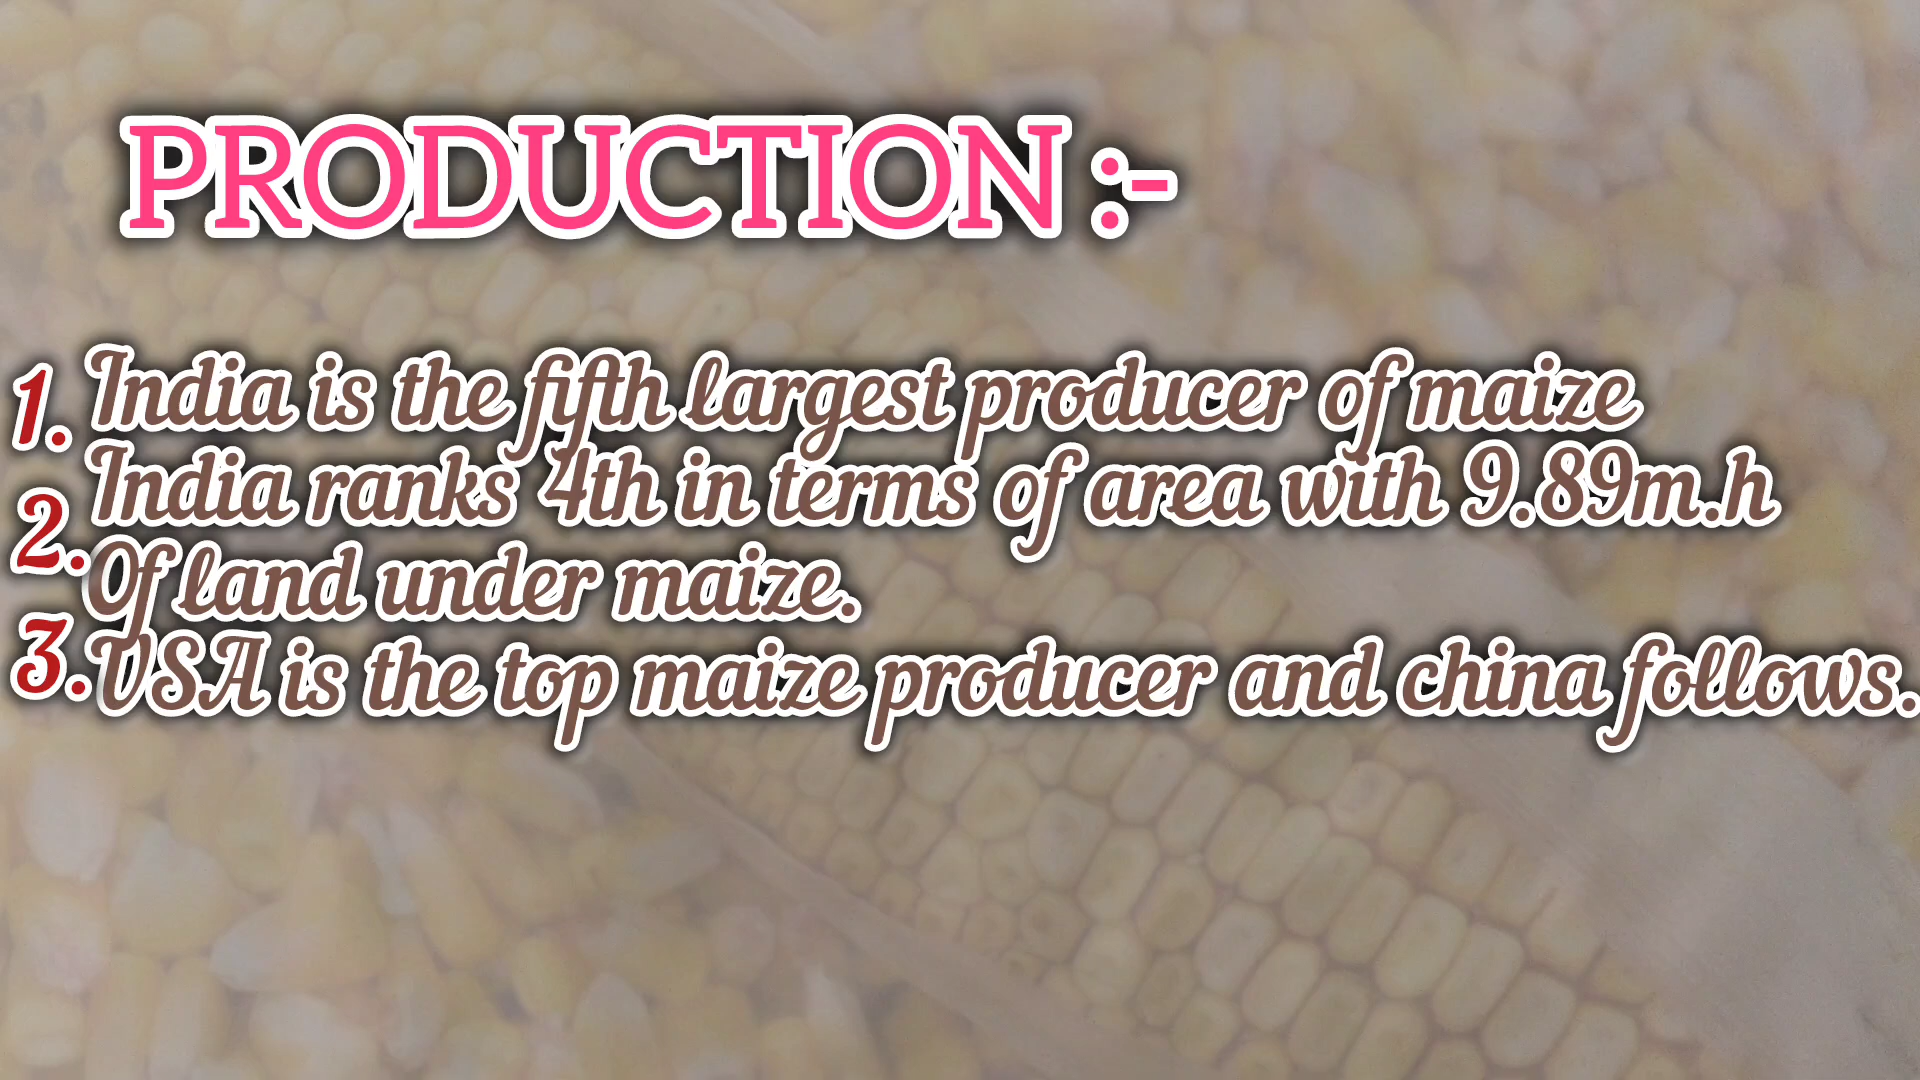 PRODUCTION :-
1. India is the fifth largest producer of maize
2. India ranks 4th in terms of area with 9.89m.h
Of land under maize.
3. USA is the top maize producer and china follows.